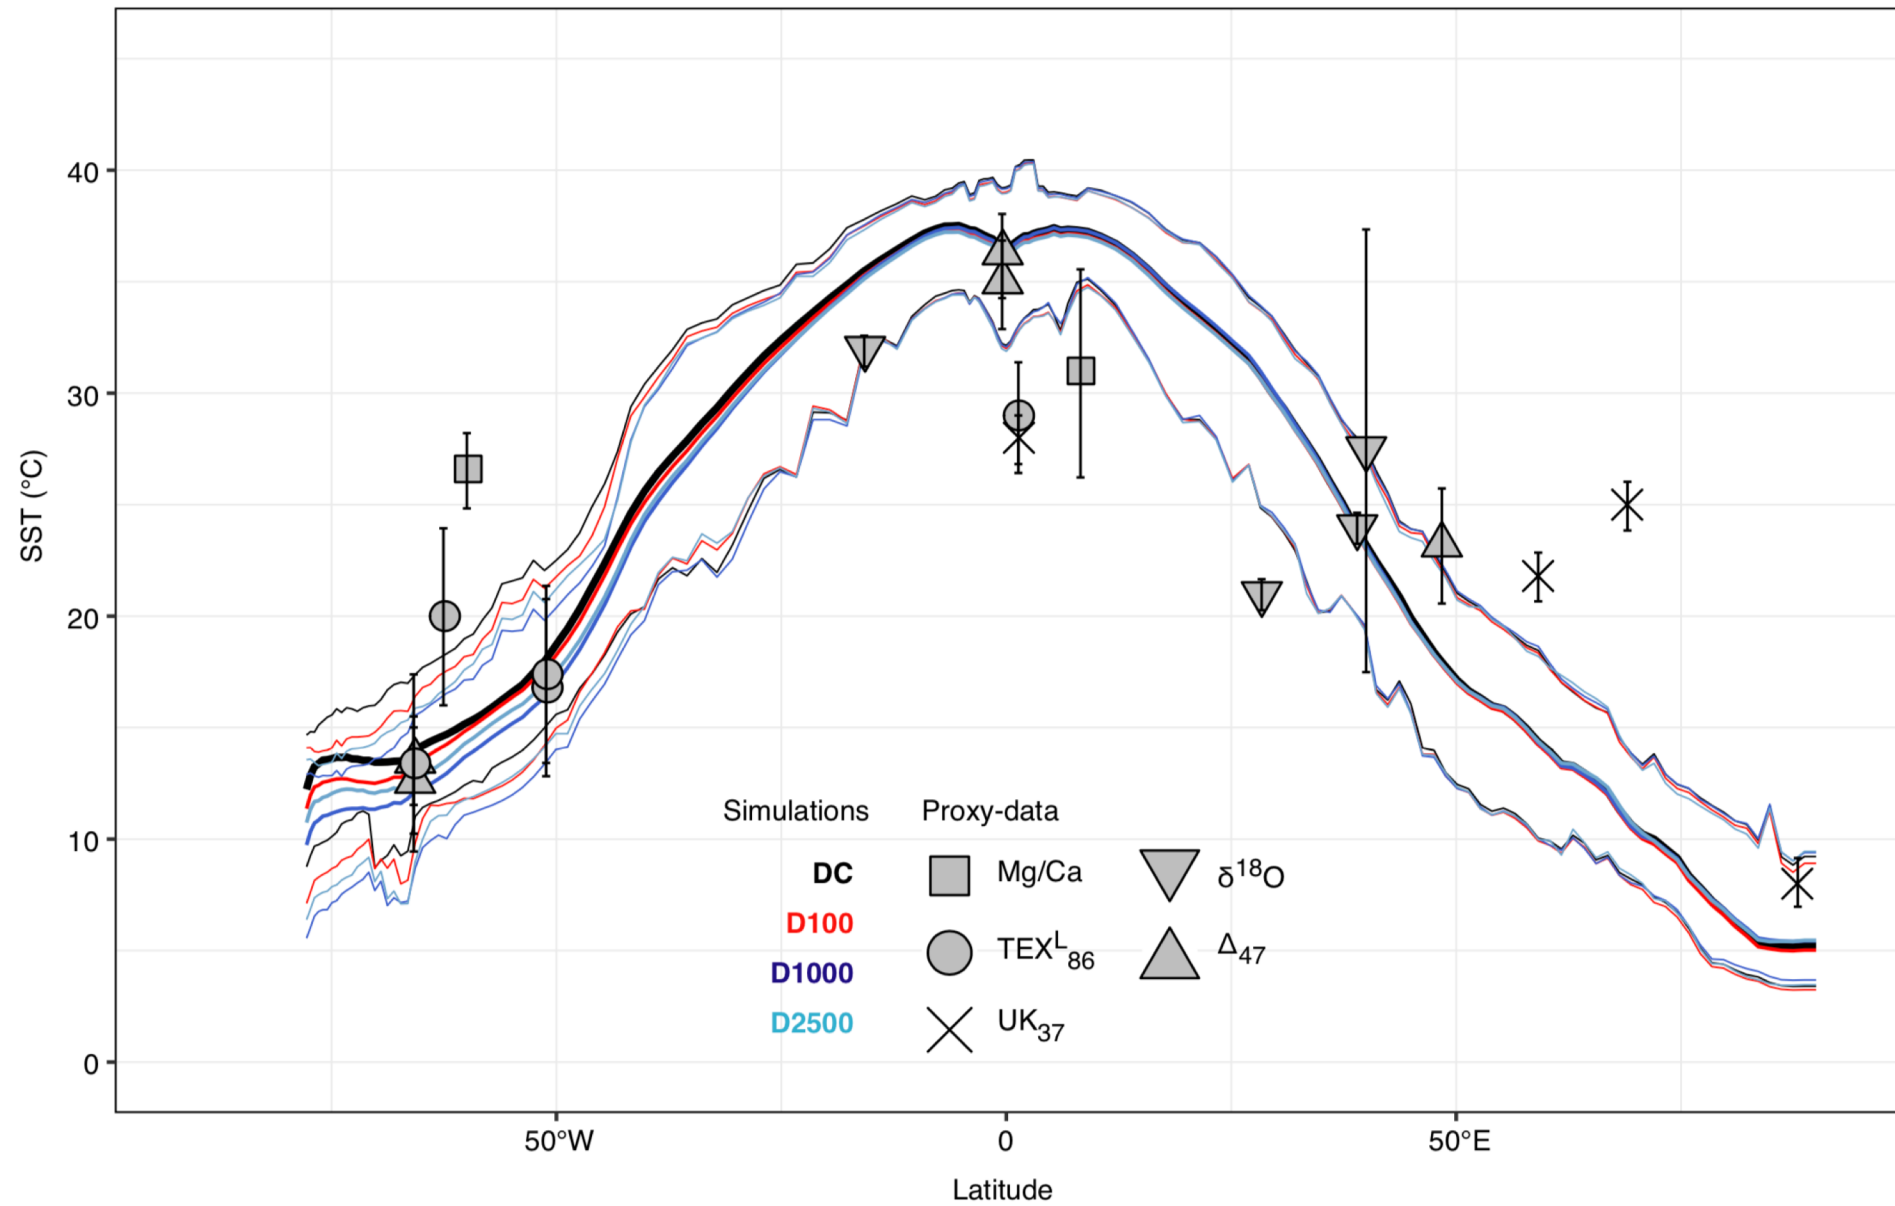 40
30
20
10
0
SST (°C)
50°W
0
50°E
Latitude
Simulations
DC
D100
D1000
D2500
Proxy-data
Mg/Ca
TEXᴸ₈₆
UK₃₇
δ¹⁸O
Δ₄₇